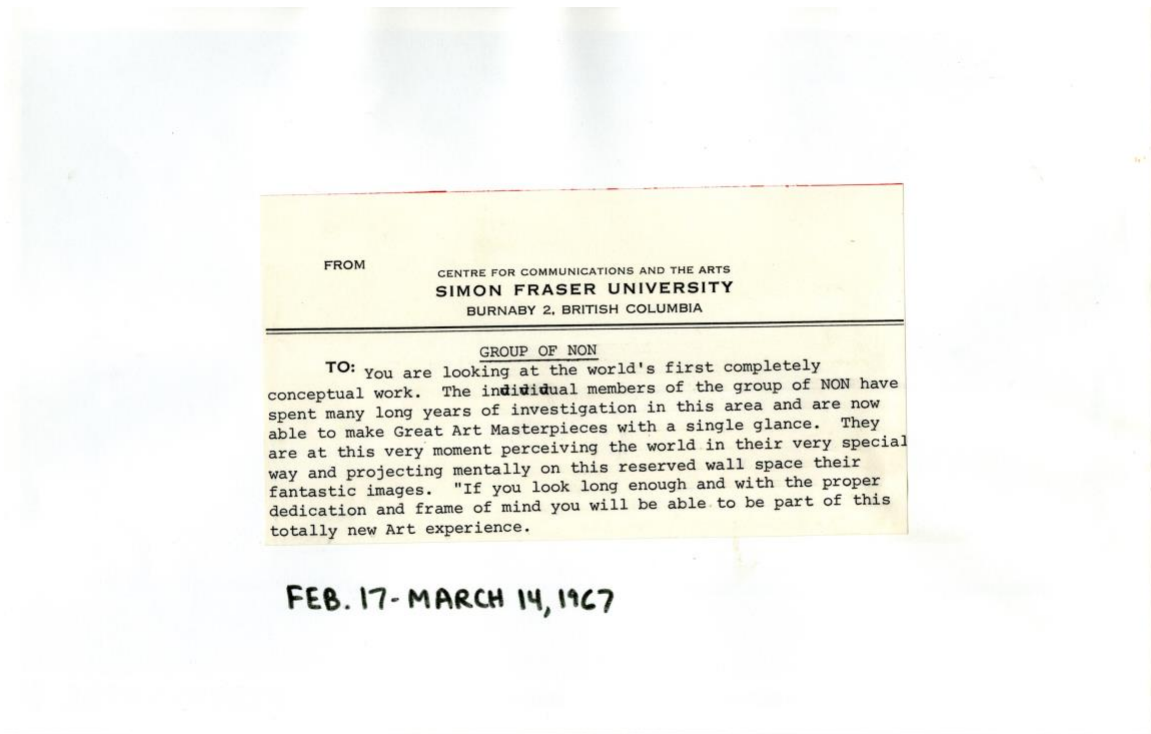 FROM
CENTRE FOR COMMUNICATIONS AND THE ARTS
SIMON FRASER UNIVERSITY
BURNABY 2, BRITISH COLUMBIA
GROUP OF NON
TO: You are looking at the world's first completely
conceptual work. The indididual members of the group of NON have
spent many long years of investigation in this area and are now
able to make Great Art Masterpieces with a single glance. They
are at this very moment perceiving the world in their very special
way and projecting mentally on this reserved wall space their
fantastic images. "If you look long enough and with the proper
dedication and frame of mind you will be able to be part of this
totally new Art experience.
FEB. 17-MARCH 14, 1967